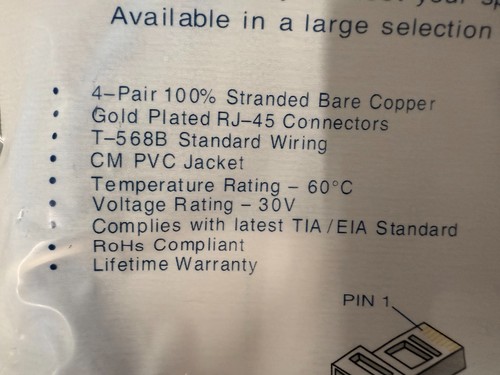 Available in a large selection
• 4-Pair 100% Stranded Bare Copper
• Gold Plated RJ-45 Connectors
• T-568B Standard Wiring
• CM PVC Jacket
• Temperature Rating - 60°C
• Voltage Rating - 30V
• Complies with latest TIA/EIA Standard
• RoHs Compliant
• Lifetime Warranty
PIN 1